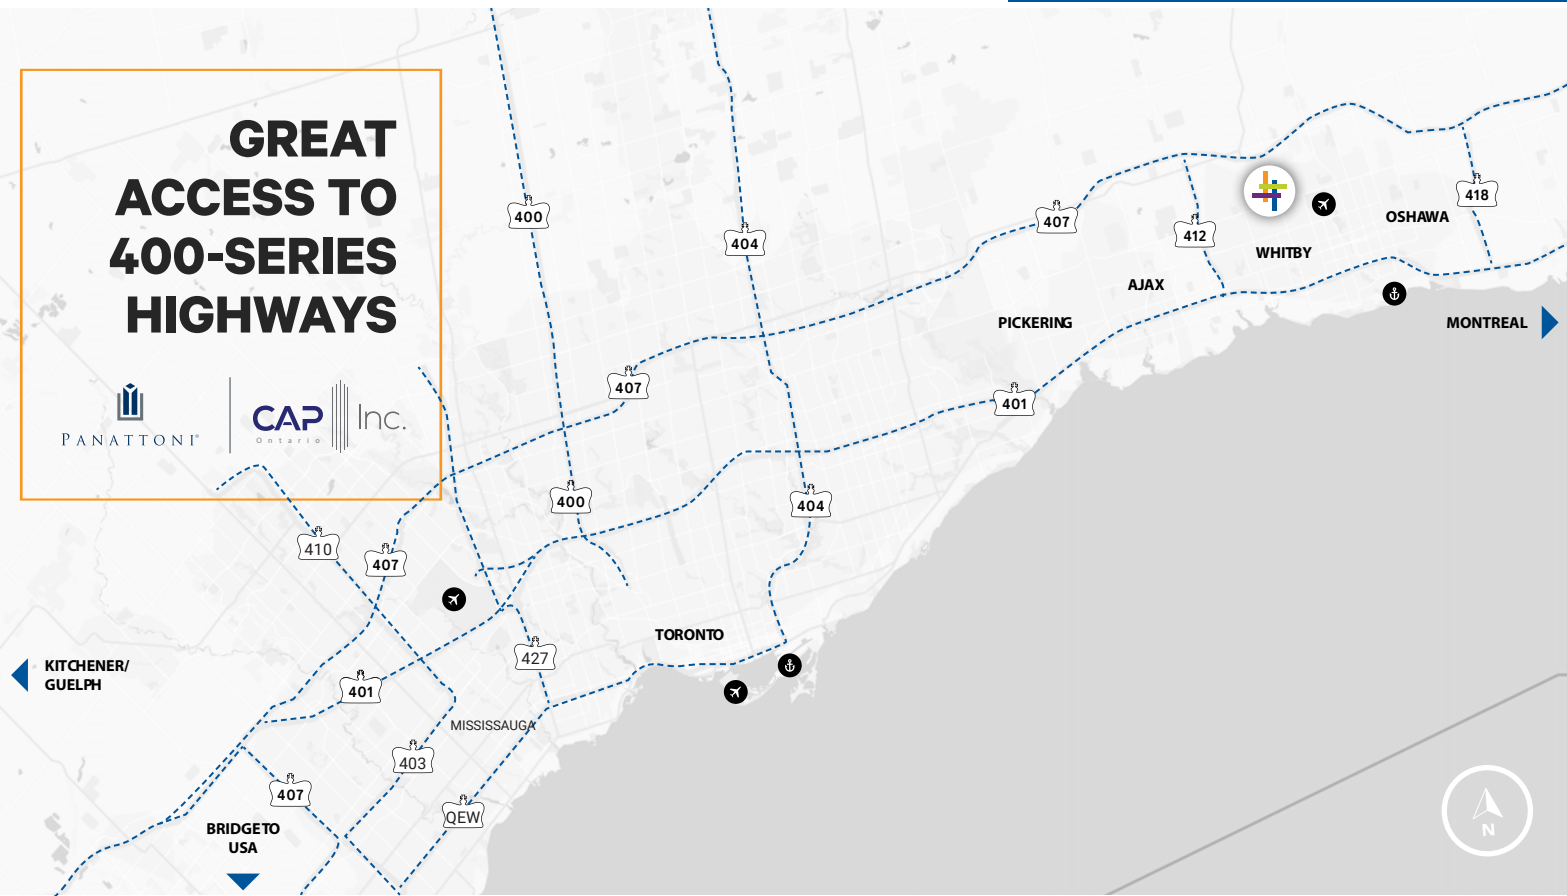 GREAT
ACCESS TO
400-SERIES
HIGHWAYS
PANATTONI®
CAP Inc.
Ontario
400
404
407
412
418
OSHAWA
WHITBY
AJAX
PICKERING
MONTREAL
407
401
400
404
410
407
TORONTO
427
KITCHENER/
GUELPH
401
MISSISSAUGA
403
407
QEW
BRIDGE TO
USA
N